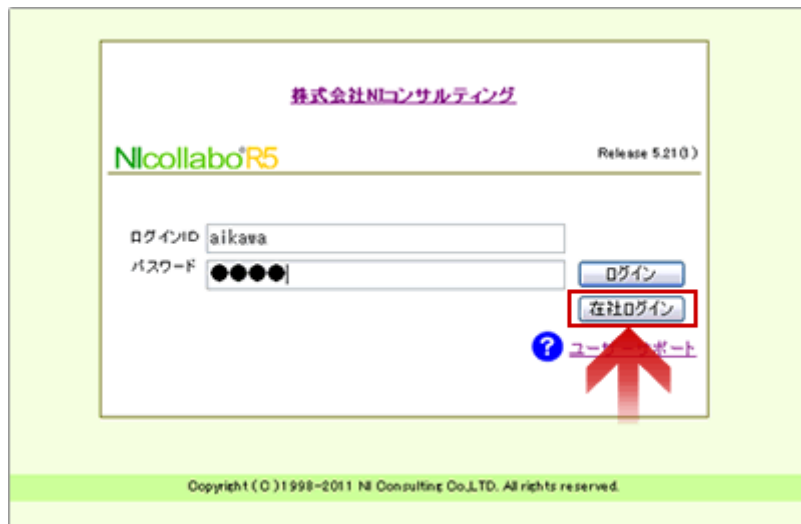 株式会社NIコンサルティング
NIcollabo®R5
Release 5.21(1)
ログインID aikawa
パスワード ●●●●
ログイン
在社ログイン
? ユーザーサポート
Copyright (C)1998-2011 NI Consulting Co.,LTD. All rights reserved.